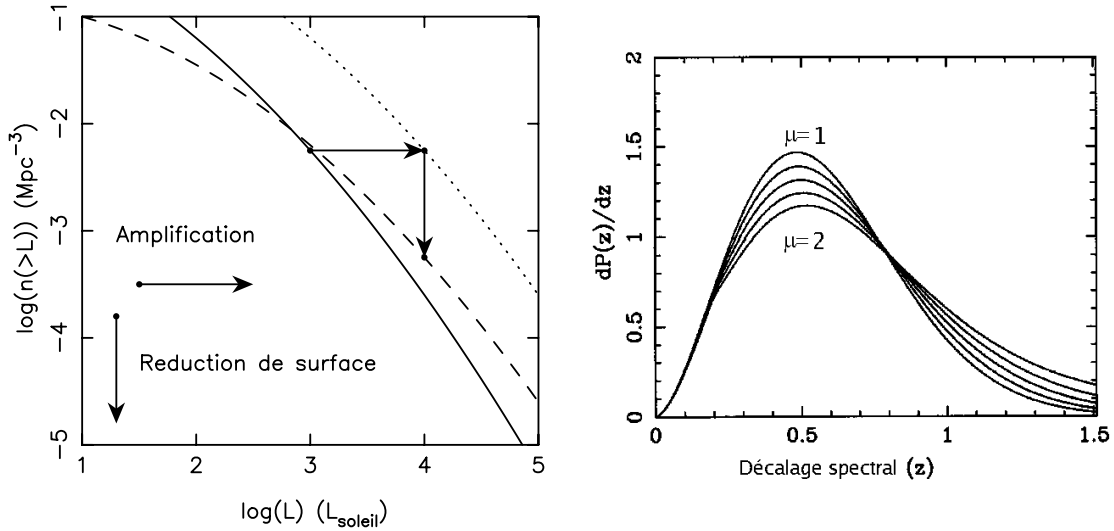 log(n(>L)) (Mpc⁻³)
-1
-2
-3
-4
-5
Amplification
Reduction de surface
1 2 3 4 5
log(L) (L_soleil)
dP(z)/dz
2
1.5
1
0.5
0
μ=1
μ=2
0 0.5 1 1.5
Décalage spectral (z)